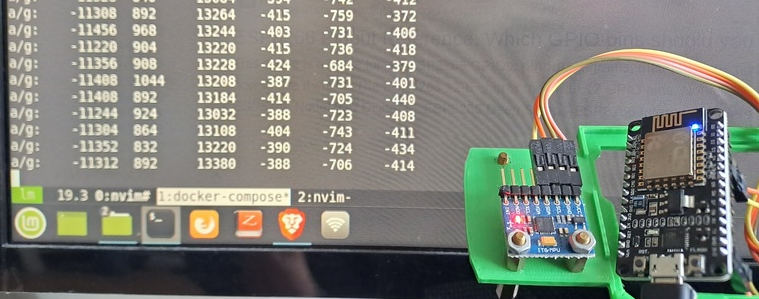 a/g: -11308 892 13264 -415 -759 -372
a/g: -11456 968 13244 -403 -731 -406
a/g: -11220 904 13220 -415 -736 -418
a/g: -11356 908 13228 -424 -684 -379
a/g: -11408 1044 13208 -387 -731 -401
a/g: -11408 892 13184 -414 -705 -440
a/g: -11244 924 13032 -388 -723 -408
a/g: -11304 864 13108 -404 -743 -411
a/g: -11352 832 13220 -390 -724 -434
a/g: -11312 892 13380 -388 -706 -414
lm 19.3 0:nvim# 1:docker-compose* 2:nvim-
ITG/MPU